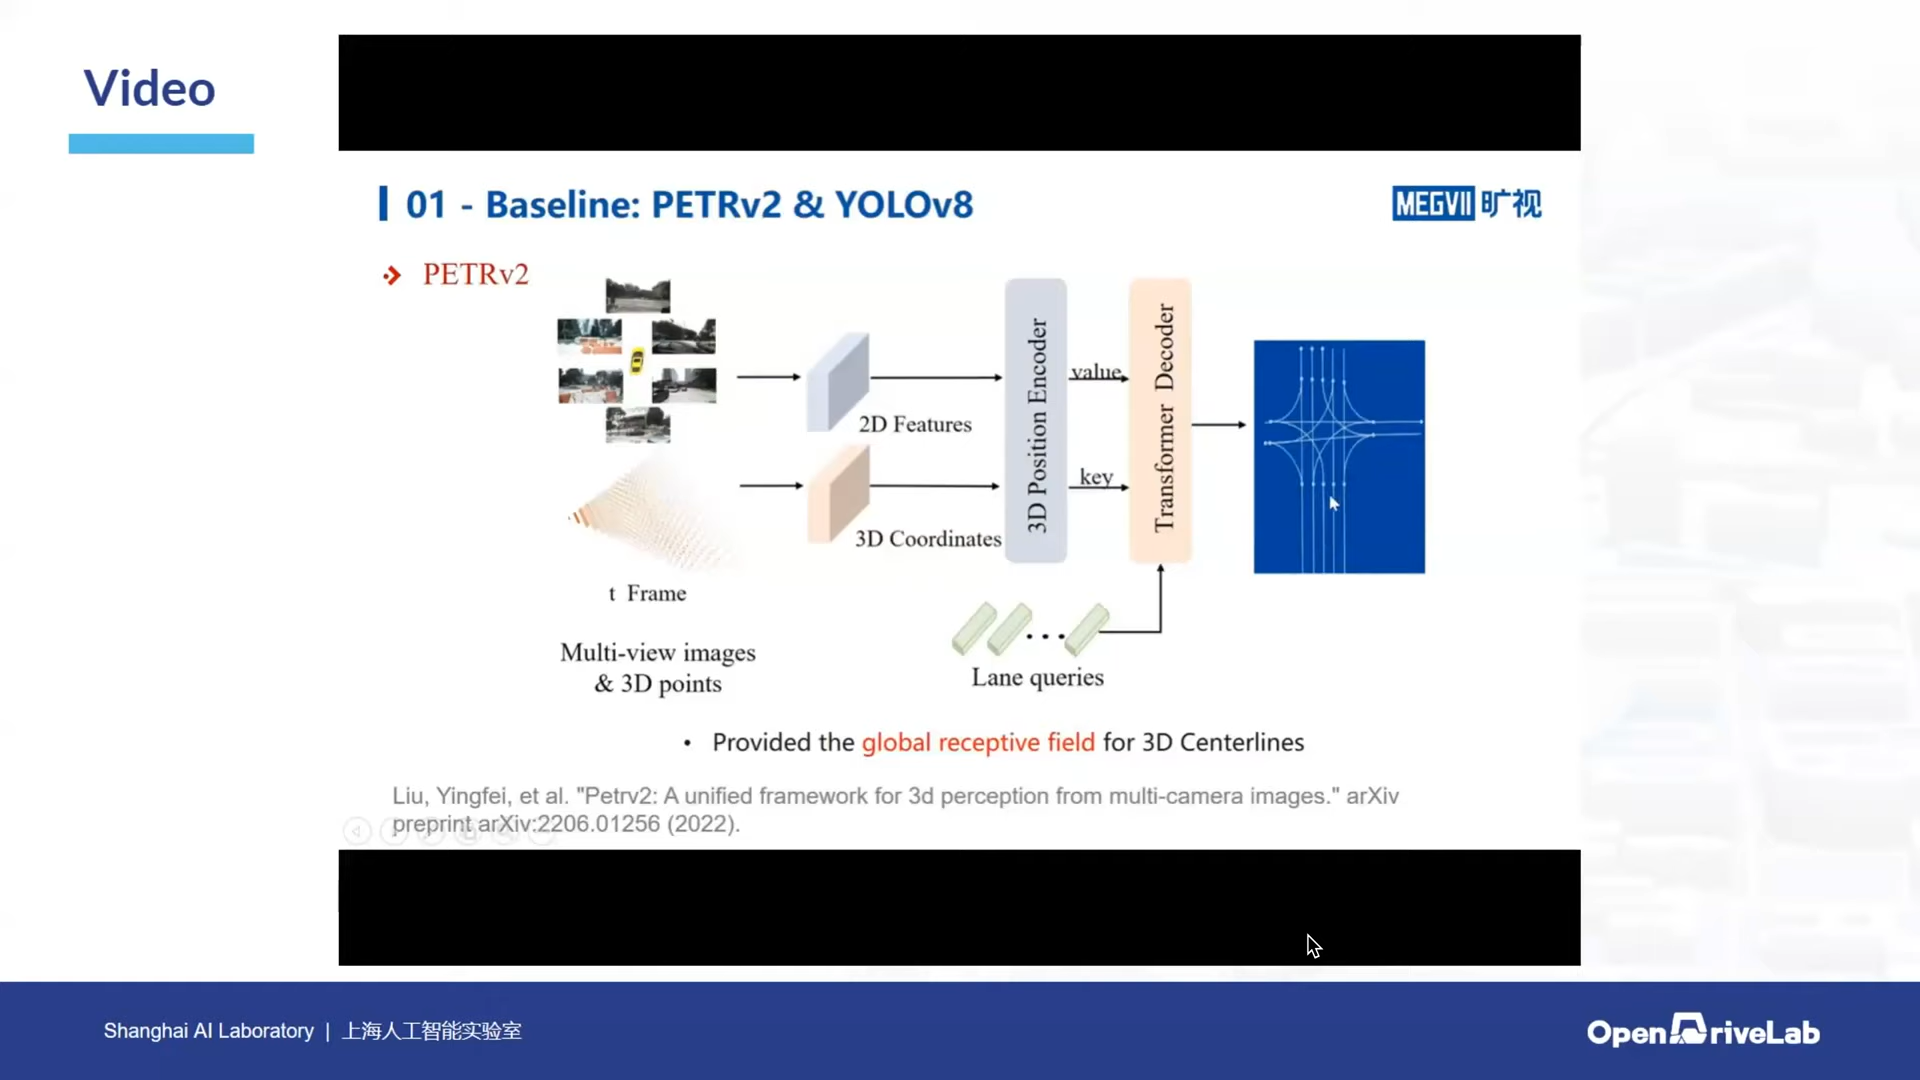 Video
01 - Baseline: PETRv2 & YOLOv8
MEGVII 旷视
PETRv2
2D Features
3D Coordinates
3D Position Encoder
value
key
Transformer Decoder
t Frame
Multi-view images
& 3D points
Lane queries
• Provided the global receptive field for 3D Centerlines
Liu, Yingfei, et al. "Petrv2: A unified framework for 3d perception from multi-camera images." arXiv
preprint arXiv:2206.01256 (2022).
Shanghai AI Laboratory | 上海人工智能实验室
OpenDriveLab